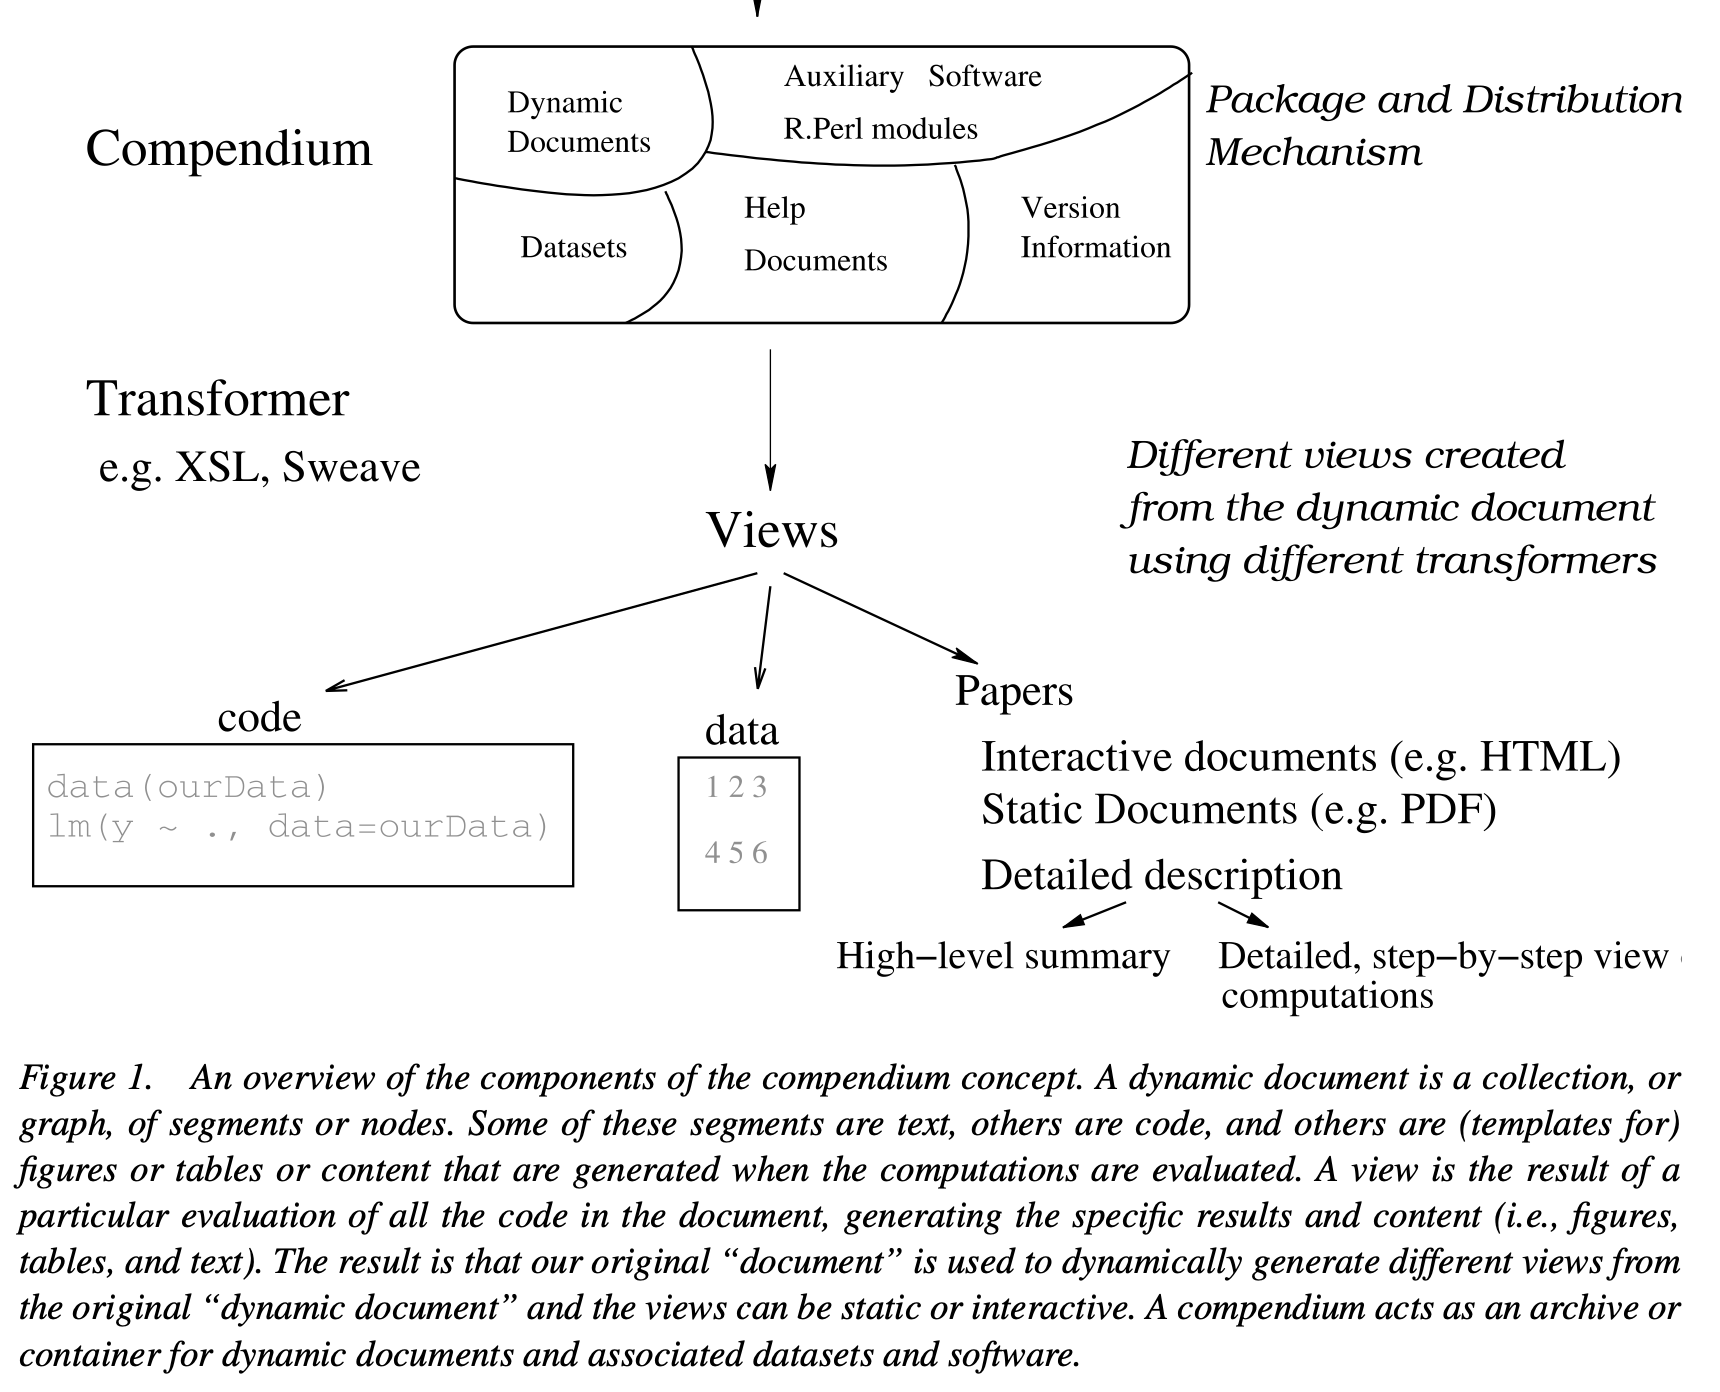 Compendium
Dynamic
Documents
Auxiliary Software
R.Perl modules
Package and Distribution
Mechanism
Datasets
Help
Documents
Version
Information
Transformer
e.g. XSL, Sweave
Different views created
from the dynamic document
using different transformers
Views
code
data(ourData)
lm(y ~ ., data=ourData)
data
1 2 3
4 5 6
Papers
Interactive documents (e.g. HTML)
Static Documents (e.g. PDF)
Detailed description
High–level summary
Detailed, step–by–step view
computations
Figure 1. An overview of the components of the compendium concept. A dynamic document is a collection, or
graph, of segments or nodes. Some of these segments are text, others are code, and others are (templates for)
figures or tables or content that are generated when the computations are evaluated. A view is the result of a
particular evaluation of all the code in the document, generating the specific results and content (i.e., figures,
tables, and text). The result is that our original “document” is used to dynamically generate different views from
the original “dynamic document” and the views can be static or interactive. A compendium acts as an archive or
container for dynamic documents and associated datasets and software.